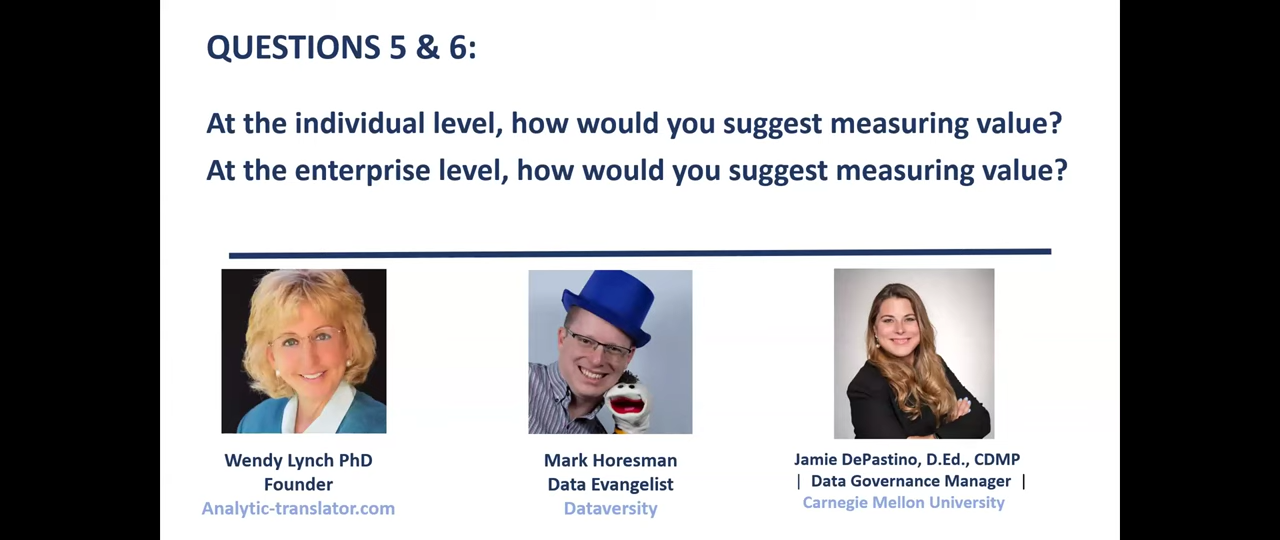 QUESTIONS 5 & 6:
At the individual level, how would you suggest measuring value?
At the enterprise level, how would you suggest measuring value?
Wendy Lynch PhD
Founder
Analytic-translator.com
Mark Horesman
Data Evangelist
Dataversity
Jamie DePastino, D.Ed., CDMP
| Data Governance Manager |
Carnegie Mellon University